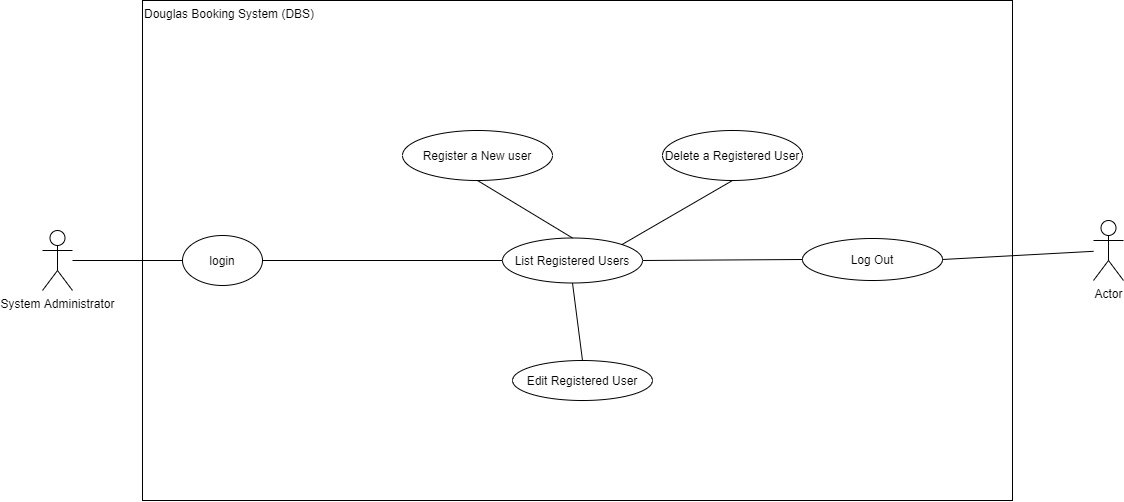 Douglas Booking System (DBS)
Register a New user
Delete a Registered User
login
List Registered Users
Log Out
System Administrator
Actor
Edit Registered User